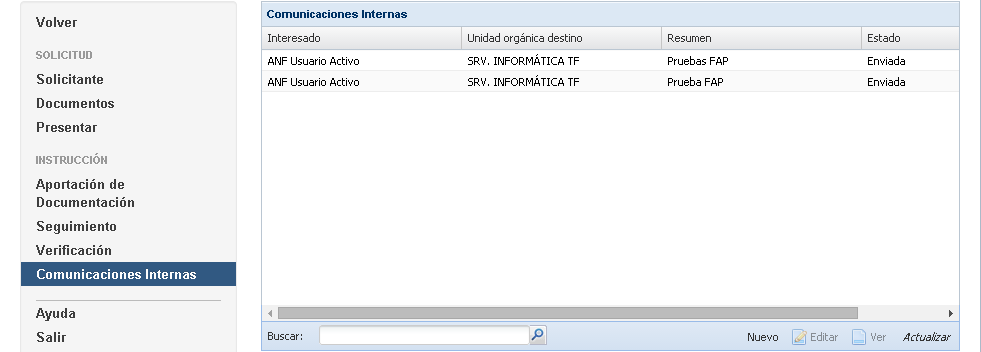 Volver
SOLICITUD
Solicitante
Documentos
Presentar
INSTRUCCIÓN
Aportación de
Documentación
Seguimiento
Verificación
Comunicaciones Internas
Ayuda
Salir
Comunicaciones Internas
Interesado Unidad orgánica destino Resumen Estado
ANF Usuario Activo SRV. INFORMÁTICA TF Pruebas FAP Enviada
ANF Usuario Activo SRV. INFORMÁTICA TF Prueba FAP Enviada
Buscar: Nuevo Editar Ver Actualizar